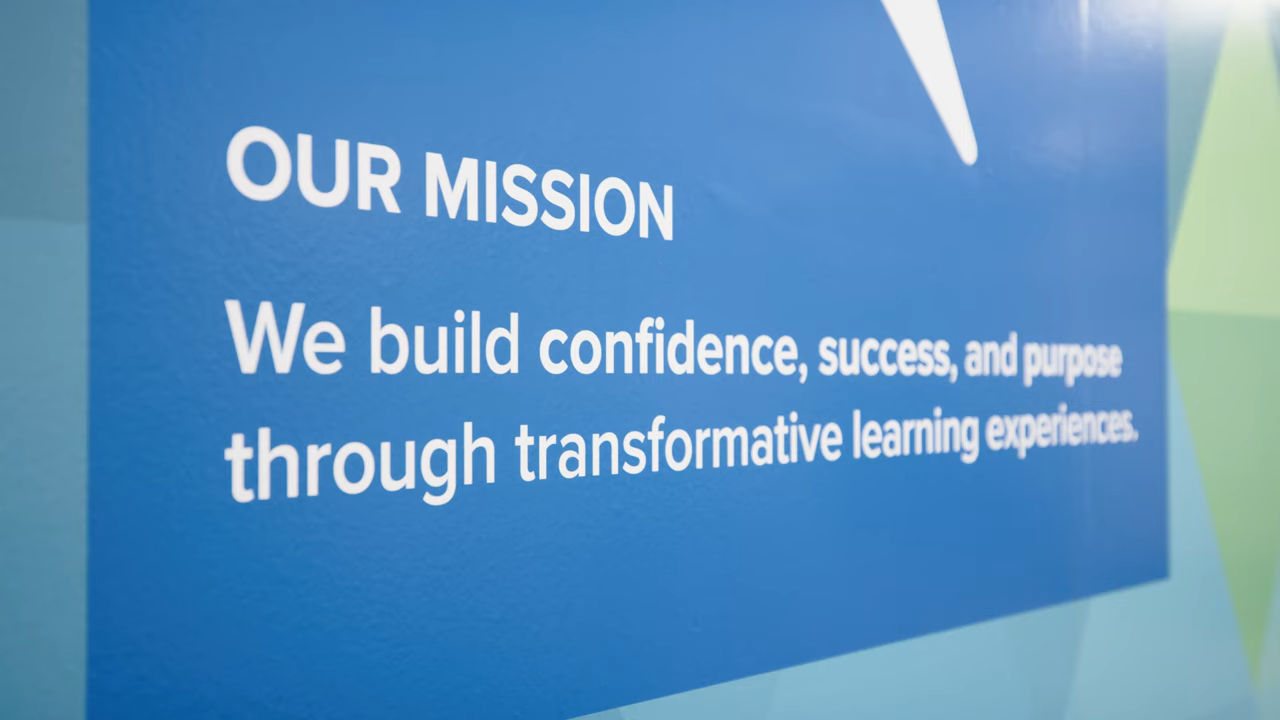 OUR MISSION
We build confidence, success, and purpose
through transformative learning experiences.